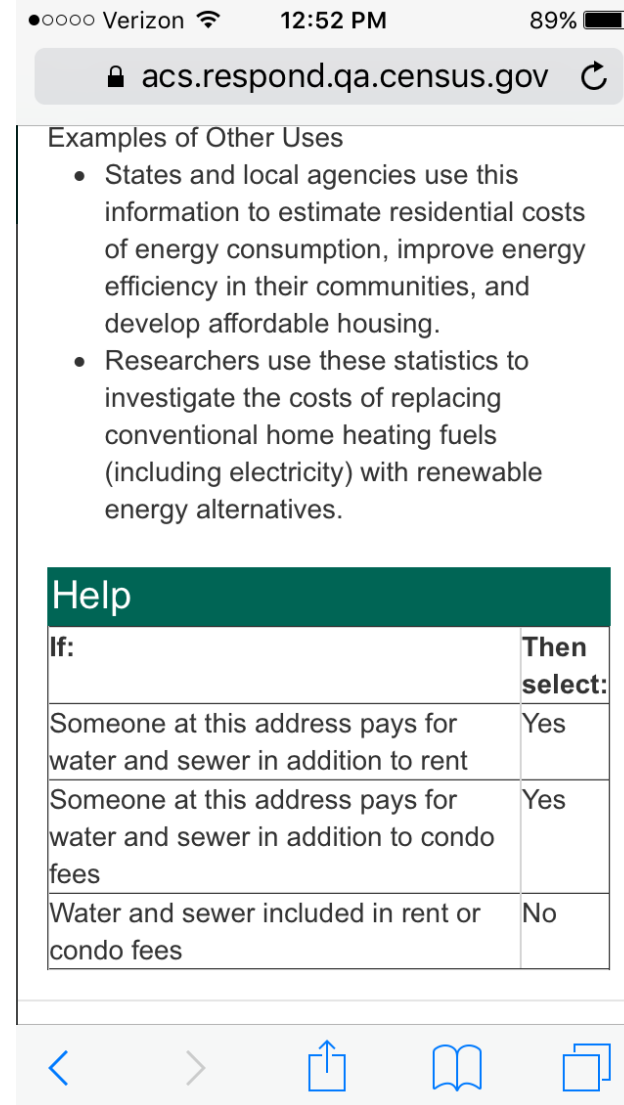 Verizon 12:52 PM 89%
acs.respond.qa.census.gov
Examples of Other Uses
• States and local agencies use this
information to estimate residential costs
of energy consumption, improve energy
efficiency in their communities, and
develop affordable housing.
• Researchers use these statistics to
investigate the costs of replacing
conventional home heating fuels
(including electricity) with renewable
energy alternatives.
Help
If: Then
select:
Someone at this address pays for Yes
water and sewer in addition to rent
Someone at this address pays for Yes
water and sewer in addition to condo
fees
Water and sewer included in rent or No
condo fees